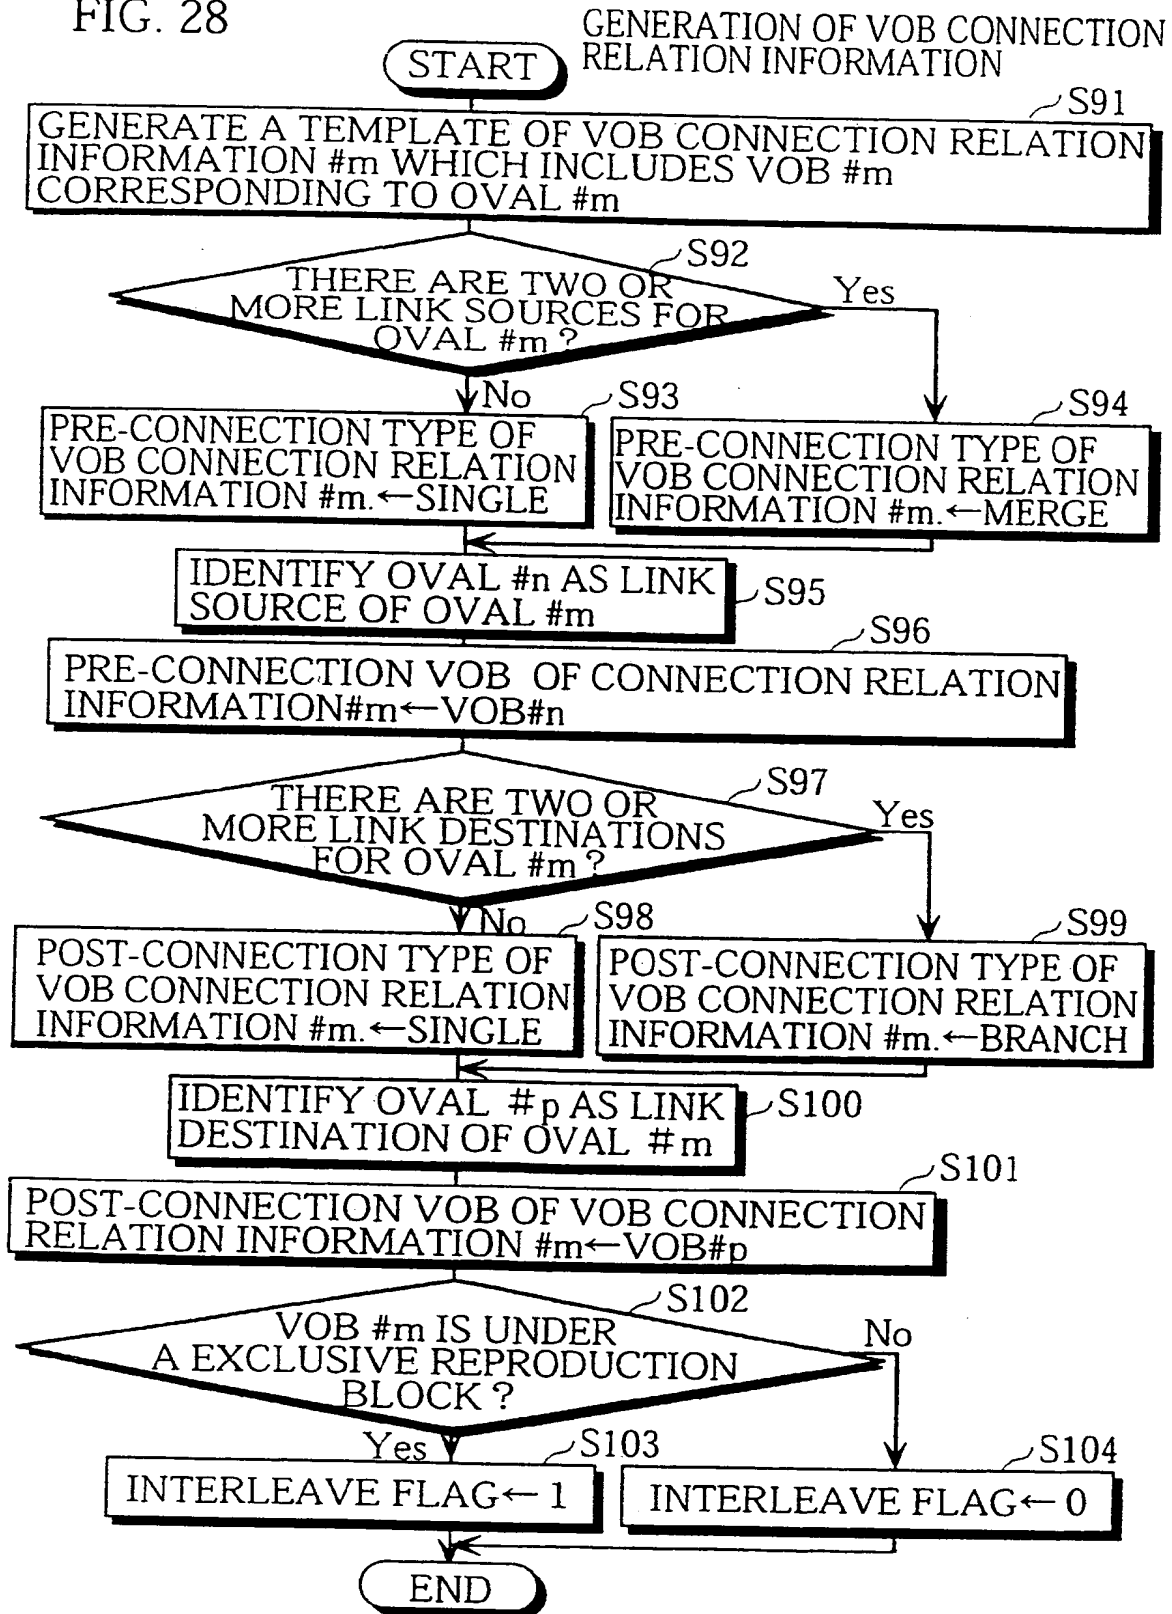 FIG. 28
GENERATION OF VOB CONNECTION
RELATION INFORMATION
START
S91
GENERATE A TEMPLATE OF VOB CONNECTION RELATION
INFORMATION #m WHICH INCLUDES VOB #m
CORRESPONDING TO OVAL #m
S92
THERE ARE TWO OR
MORE LINK SOURCES FOR
OVAL #m ?
Yes
No
S93
PRE-CONNECTION TYPE OF
VOB CONNECTION RELATION
INFORMATION #m.←SINGLE
S94
PRE-CONNECTION TYPE OF
VOB CONNECTION RELATION
INFORMATION #m.←MERGE
IDENTIFY OVAL #n AS LINK
SOURCE OF OVAL #m
S95
S96
PRE-CONNECTION VOB OF CONNECTION RELATION
INFORMATION#m←VOB#n
S97
THERE ARE TWO OR
MORE LINK DESTINATIONS
FOR OVAL #m ?
Yes
No
S98
POST-CONNECTION TYPE OF
VOB CONNECTION RELATION
INFORMATION #m.←SINGLE
S99
POST-CONNECTION TYPE OF
VOB CONNECTION RELATION
INFORMATION #m.←BRANCH
IDENTIFY OVAL #p AS LINK
DESTINATION OF OVAL #m
S100
S101
POST-CONNECTION VOB OF VOB CONNECTION
RELATION INFORMATION #m←VOB#p
S102
VOB #m IS UNDER
A EXCLUSIVE REPRODUCTION
BLOCK ?
No
Yes
S103
INTERLEAVE FLAG← 1
S104
INTERLEAVE FLAG← 0
END